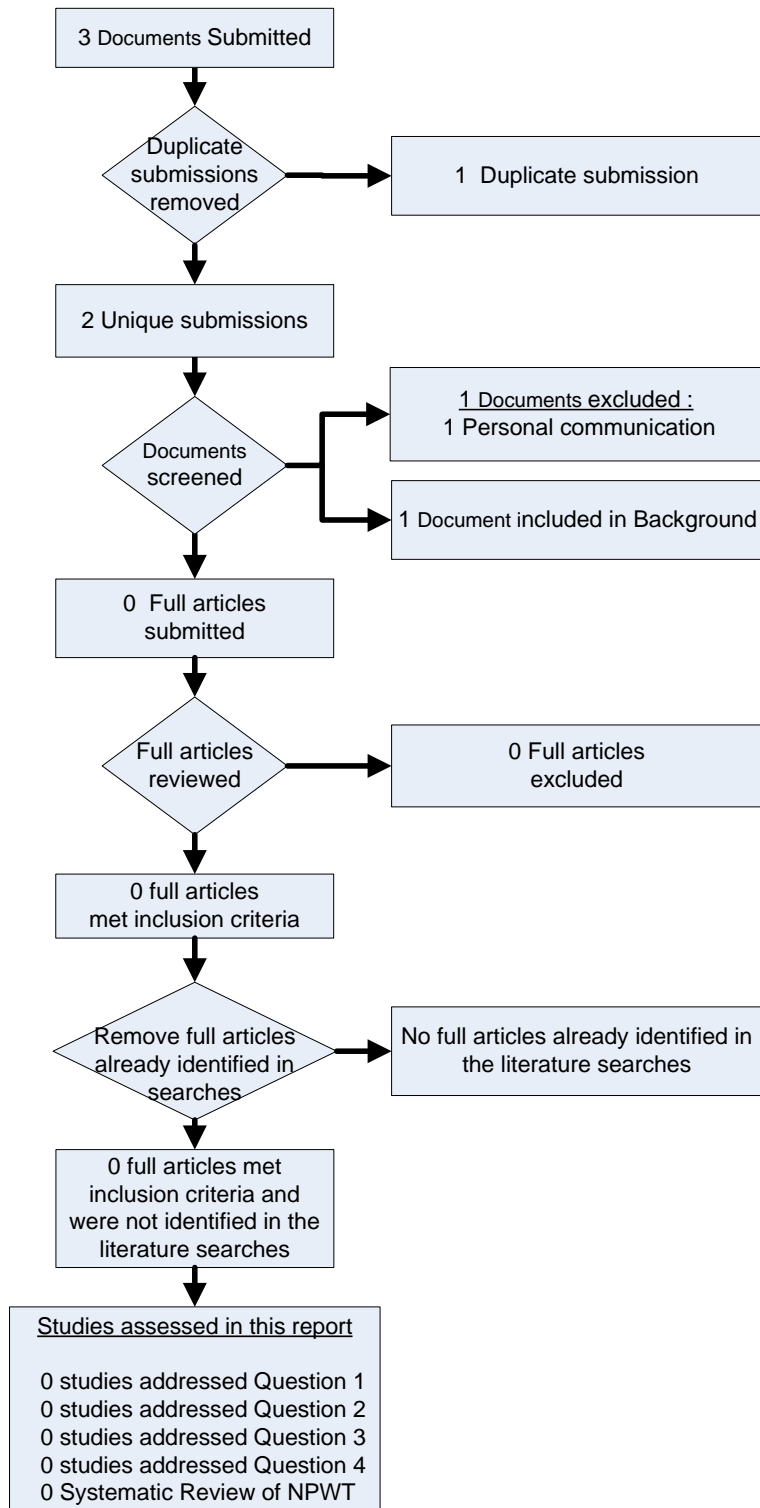 3 Documents Submitted
Duplicate
submissions
removed
1 Duplicate submission
2 Unique submissions
Documents
screened
1 Documents excluded :
1 Personal communication
1 Document included in Background
0 Full articles
submitted
Full articles
reviewed
0 Full articles
excluded
0 full articles
met inclusion criteria
Remove full articles
already identified in
searches
No full articles already identified in
the literature searches
0 full articles met
inclusion criteria and
were not identified in the
literature searches
Studies assessed in this report
0 studies addressed Question 1
0 studies addressed Question 2
0 studies addressed Question 3
0 studies addressed Question 4
0 Systematic Review of NPWT